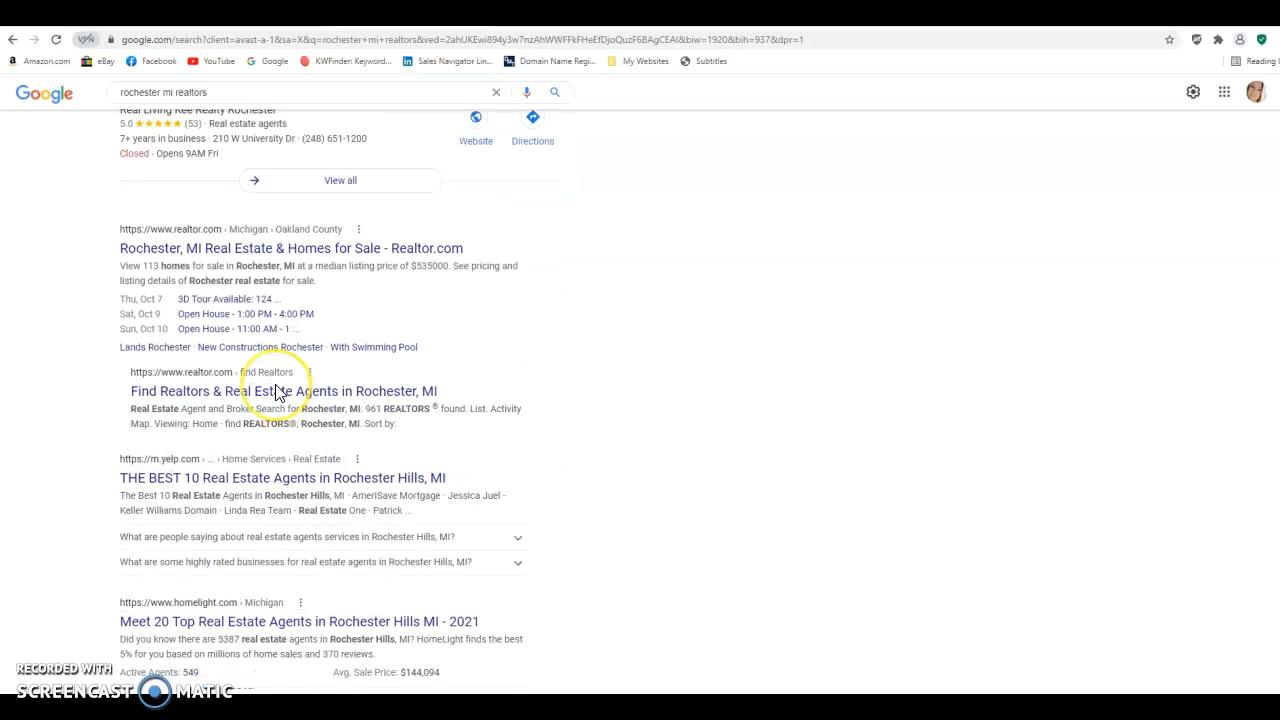 VPN
google.com/search?client=avast-a-1&sa=X&q=rochester+mi+realtors&ved=2ahUKEwi894y3w7nzAhWWFFkFHeEfDjoQuzF6BAgCEAI&biw=1920&bih=937&dpr=1
Amazon.com eBay Facebook YouTube Google KWFinder: Keyword... Sales Navigator Lin... Domain Name Regi... My Websites Subtitles Reading l
Google rochester mi realtors
Real Living Kee Realty Rochester
5.0 (53) · Real estate agents
7+ years in business · 210 W University Dr · (248) 651-1200
Closed · Opens 9AM Fri
Website Directions
View all
https://www.realtor.com › Michigan › Oakland County
Rochester, MI Real Estate & Homes for Sale - Realtor.com
View 113 homes for sale in Rochester, MI at a median listing price of $535000. See pricing and
listing details of Rochester real estate for sale.
Thu, Oct 7 3D Tour Available: 124 ...
Sat, Oct 9 Open House - 1:00 PM - 4:00 PM
Sun, Oct 10 Open House - 11:00 AM - 1 ...
Lands Rochester · New Constructions Rochester · With Swimming Pool
https://www.realtor.com › find Realtors
Find Realtors & Real Estate Agents in Rochester, MI
Real Estate Agent and Broker Search for Rochester, MI. 961 REALTORS ® found. List. Activity
Map. Viewing: Home · find REALTORS®; Rochester, MI. Sort by:
https://m.yelp.com › ... › Home Services › Real Estate
THE BEST 10 Real Estate Agents in Rochester Hills, MI
The Best 10 Real Estate Agents in Rochester Hills, MI · AmeriSave Mortgage · Jessica Juel -
Keller Williams Domain · Linda Rea Team - Real Estate One · Patrick ...
What are people saying about real estate agents services in Rochester Hills, MI?
What are some highly rated businesses for real estate agents in Rochester Hills, MI?
https://www.homelight.com › Michigan
Meet 20 Top Real Estate Agents in Rochester Hills MI - 2021
Did you know there are 5387 real estate agents in Rochester Hills, MI? HomeLight finds the best
5% for you based on millions of home sales and 370 reviews.
Active Agents: 549 Avg. Sale Price: $144,094
RECORDED WITH
SCREENCAST MATIC